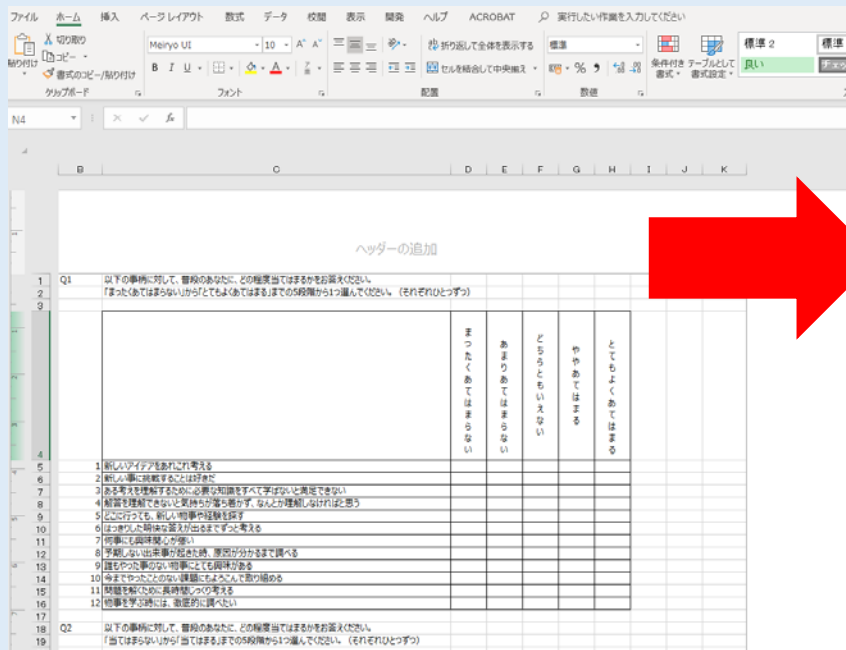 ファイル ホーム 挿入 ページ レイアウト 数式 データ 校閲 表示 開発 ヘルプ ACROBAT 実行したい作業を入力してください
切り取り
コピー
書式のコピー/貼り付け
貼り付け
クリップボード
Meiryo UI 10
B I U
フォント
折り返して全体を表示する
セルを結合して中央揃え
配置
標準
数値
条件付き書式
テーブルとして書式設定
標準 2 標準
良い チェッ
N4
B C D E F G H I J K
ヘッダーの追加
1 Q1 以下の事柄に対して、普段のあなたに、どの程度当てはまるかをお答えください。
2 「まったくあてはまらない」から「とてもよくあてはまる」までの5段階から1つ選んでください。（それぞれひとつずつ）
3
4 まつたくあてはまらない あまりあてはまらない どちらともいえない ややあてはまる とてもよくあてはまる
5 1 新しいアイデアをあれこれ考える
6 2 新しい事に挑戦することは好きだ
7 3 ある考えを理解するために必要な知識をすべて学ばないと満足できない
8 4 解答を理解できないと気持ちが落ち着かず、なんとか理解しなければと思う
9 5 どこに行っても、新しい物事や経験を探す
10 6 はっきりした明快な答えが出るまでずっと考える
11 7 何事にも興味関心が強い
12 8 予期しない出来事が起きた時、原因が分かるまで調べる
13 9 誰もやった事のない物事にとても興味がある
14 10 今までやったことのない課題にもよろこんで取り組める
15 11 問題を解くために長時間じっくり考える
16 12 物事を学ぶ時には、徹底的に調べたい
17
18 Q2 以下の事柄に対して、普段のあなたに、どの程度当てはまるかをお答えください。
19 「当てはまらない」から「当てはまる」までの5段階から1つ選んでください。（それぞれひとつずつ）